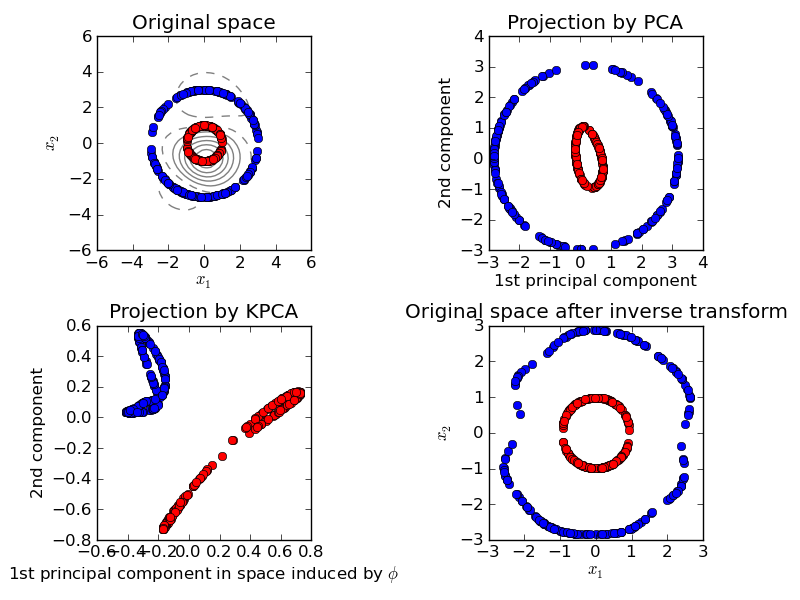 Original space
6
4
2
0
−2
−4
−6
−6 −4 −2 0 2 4 6
x2
x1
Projection by PCA
4
3
2
1
0
−1
−2
−3
−3 −2 −1 0 1 2 3 4
2nd component
1st principal component
Projection by KPCA
0.6
0.4
0.2
0.0
−0.2
−0.4
−0.6
−0.8
−0.6 −0.4 −0.2 0.0 0.2 0.4 0.6 0.8
2nd component
1st principal component in space induced by ϕ
Original space after inverse transform
3
2
1
0
−1
−2
−3
−3 −2 −1 0 1 2 3
x2
x1